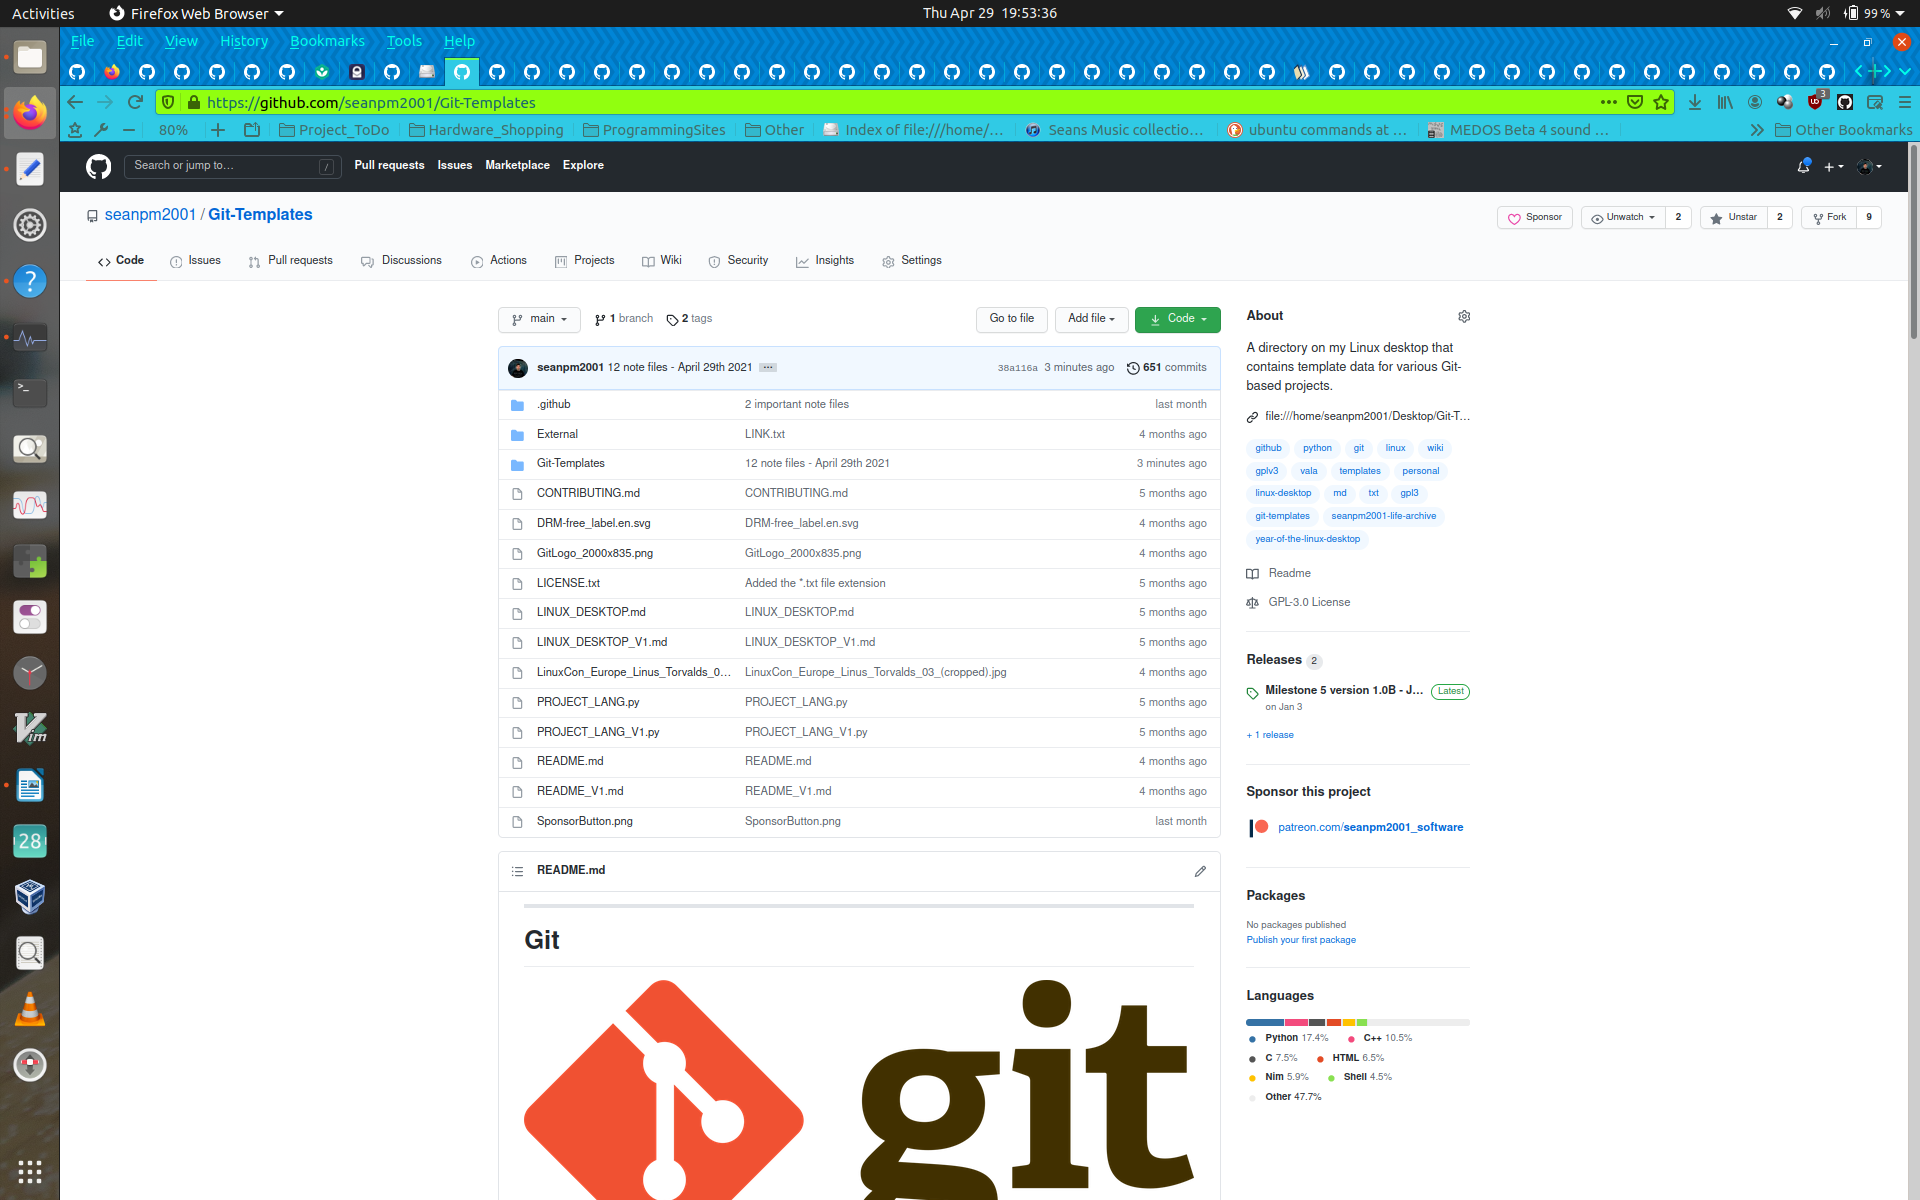 Activities Firefox Web Browser Thu Apr 29 19:53:36 99 %
File Edit View History Bookmarks Tools Help
https://github.com/seanpm2001/Git-Templates 3
80% Project_ToDo Hardware_Shopping ProgrammingSites Other Index of file:///home/... Seans Music collectio... ubuntu commands at ... MEDOS Beta 4 sound ... Other Bookmarks
Search or jump to... / Pull requests Issues Marketplace Explore
seanpm2001 / Git-Templates Sponsor Unwatch 2 Unstar 2 Fork 9
Code Issues Pull requests Discussions Actions Projects Wiki Security Insights Settings
main 1 branch 2 tags Go to file Add file Code
seanpm2001 12 note files - April 29th 2021 ... 38a116a 3 minutes ago 651 commits
.github 2 important note files last month
External LINK.txt 4 months ago
Git-Templates 12 note files - April 29th 2021 3 minutes ago
CONTRIBUTING.md CONTRIBUTING.md 5 months ago
DRM-free_label.en.svg DRM-free_label.en.svg 4 months ago
GitLogo_2000x835.png GitLogo_2000x835.png 4 months ago
LICENSE.txt Added the *.txt file extension 5 months ago
LINUX_DESKTOP.md LINUX_DESKTOP.md 5 months ago
LINUX_DESKTOP_V1.md LINUX_DESKTOP_V1.md 5 months ago
LinuxCon_Europe_Linus_Torvalds_0... LinuxCon_Europe_Linus_Torvalds_03_(cropped).jpg 4 months ago
PROJECT_LANG.py PROJECT_LANG.py 5 months ago
PROJECT_LANG_V1.py PROJECT_LANG_V1.py 5 months ago
README.md README.md 4 months ago
README_V1.md README_V1.md 4 months ago
SponsorButton.png SponsorButton.png last month
README.md
Git
git
About
A directory on my Linux desktop that
contains template data for various Git-
based projects.
file:///home/seanpm2001/Desktop/Git-T...
github python git linux wiki
gplv3 vala templates personal
linux-desktop md txt gpl3
git-templates seanpm2001-life-archive
year-of-the-linux-desktop
Readme
GPL-3.0 License
Releases 2
Milestone 5 version 1.0B - J... Latest
on Jan 3
+ 1 release
Sponsor this project
patreon.com/seanpm2001_software
Packages
No packages published
Publish your first package
Languages
Python 17.4% C++ 10.5%
C 7.5% HTML 6.5%
Nim 5.9% Shell 4.5%
Other 47.7%
?
>_
Vim
28